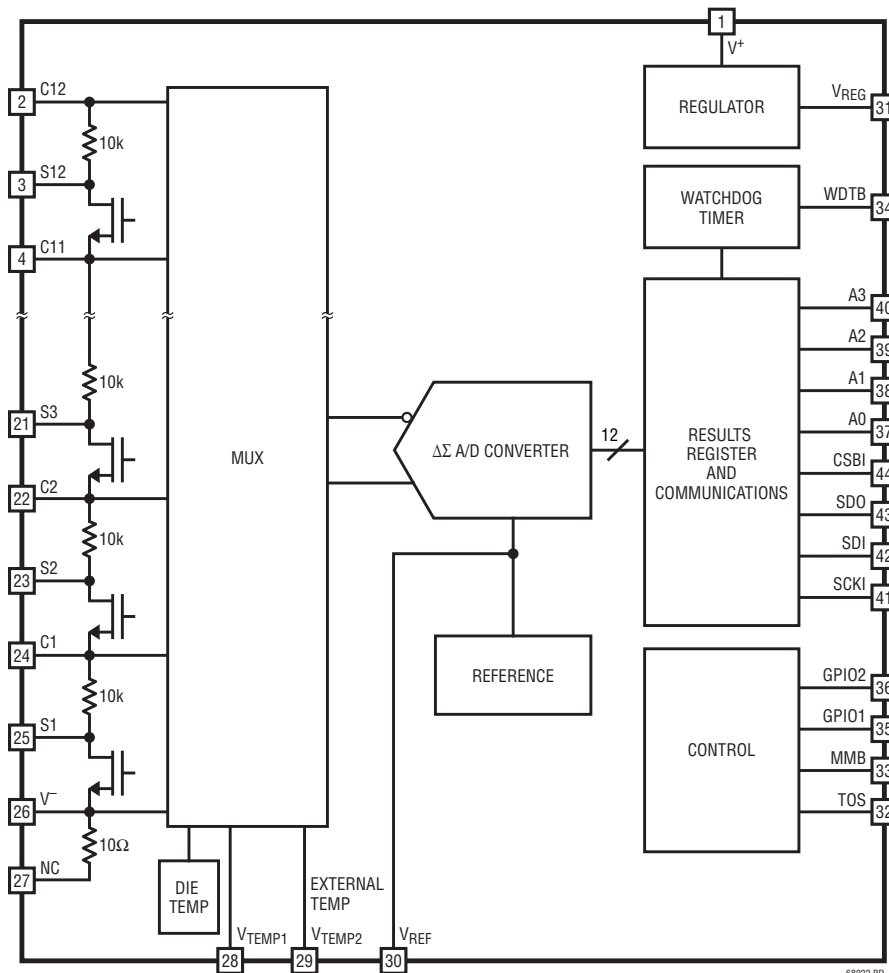 1
V+
2
C12
10k
3
S12
4
C11
10k
21
S3
22
C2
10k
23
S2
24
C1
10k
25
S1
26
V−
10Ω
27
NC
MUX
DIE
TEMP
EXTERNAL
TEMP
VTEMP1
28
VTEMP2
29
VREF
30
ΔΣ A/D CONVERTER
12
REFERENCE
REGULATOR
VREG
31
WATCHDOG
TIMER
WDTB
34
RESULTS
REGISTER
AND
COMMUNICATIONS
A3
40
A2
39
A1
38
A0
37
CSBI
44
SDO
43
SDI
42
SCKI
41
CONTROL
GPIO2
36
GPIO1
35
MMB
33
TOS
32